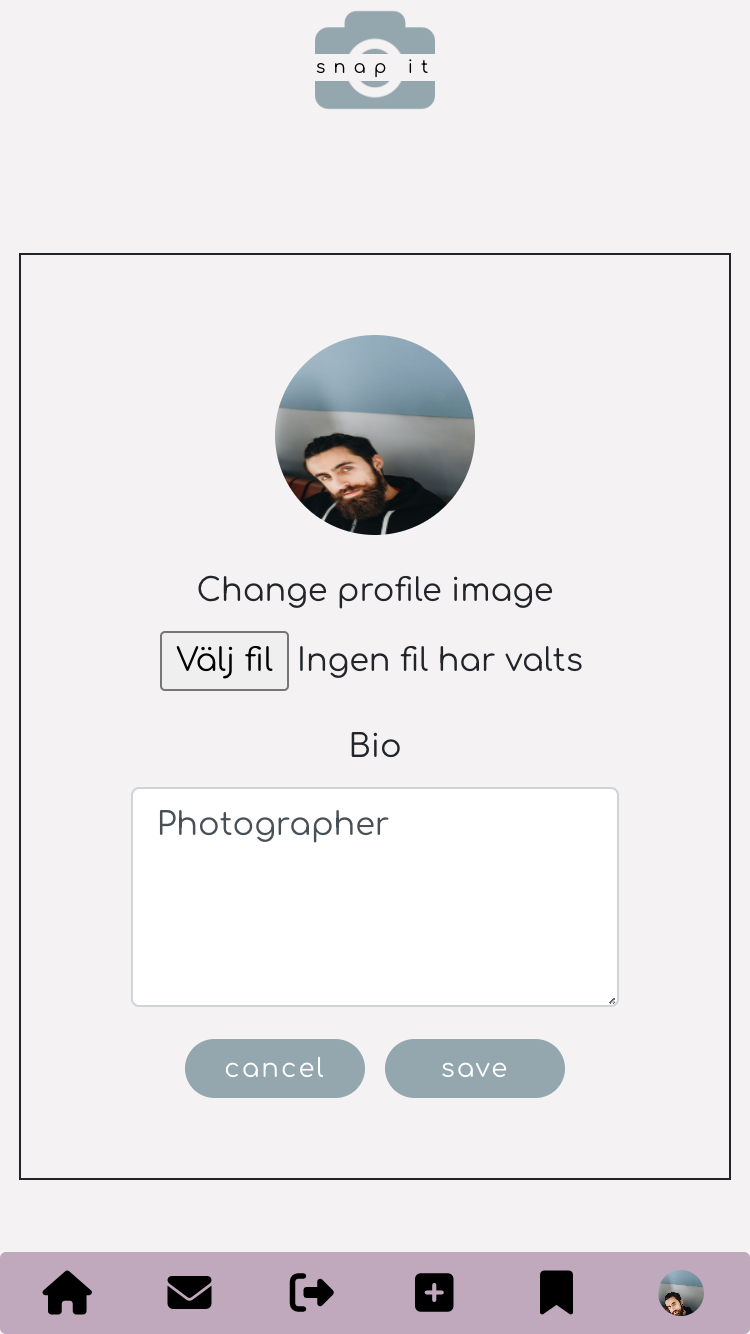 snap it
Change profile image
Välj fil Ingen fil har valts
Bio
Photographer
cancel save